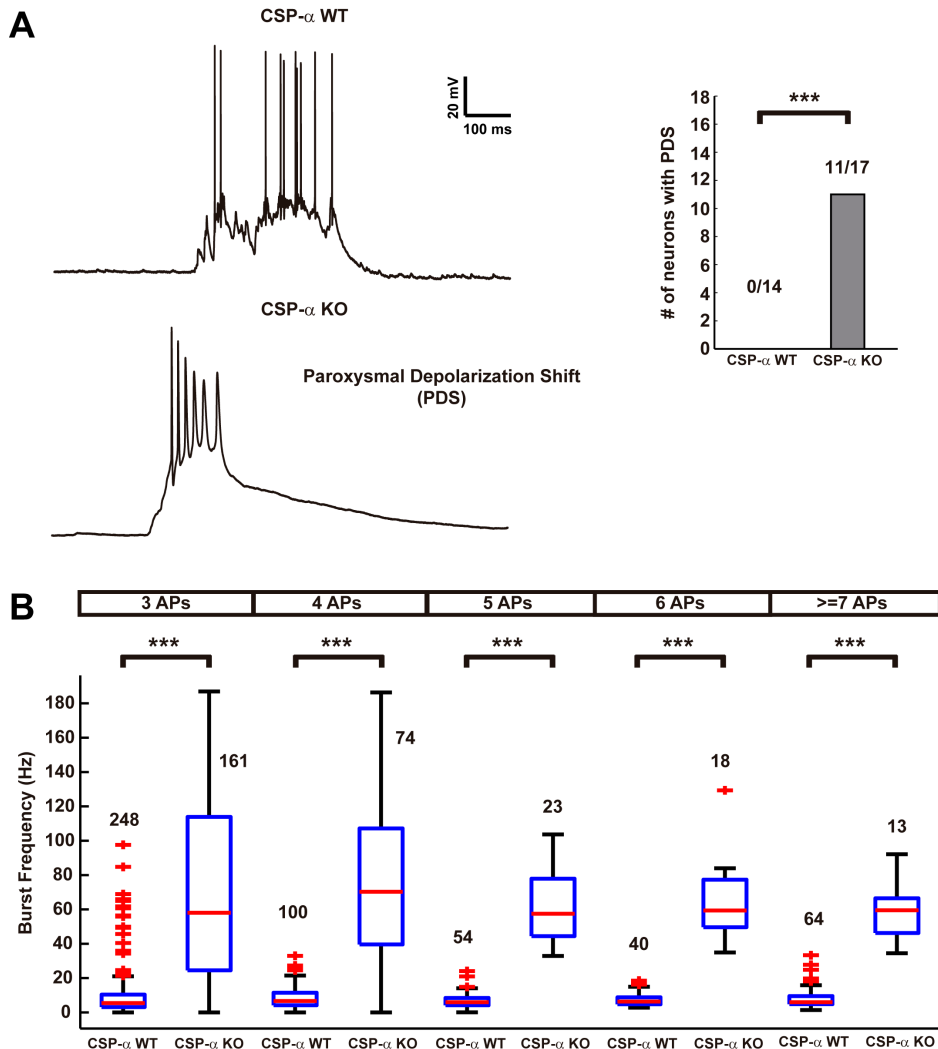 A
CSP-α WT
20 mV
100 ms
CSP-α KO
Paroxysmal Depolarization Shift
(PDS)
# of neurons with PDS
18
16
14
12
10
8
6
4
2
0
***
11/17
0/14
CSP-α WT CSP-α KO
B
3 APs 4 APs 5 APs 6 APs >=7 APs
*** *** *** *** ***
Burst Frequency (Hz)
180
160
140
120
100
80
60
40
20
0
248 161 100 74 54 23 40 18 64 13
CSP-α WT CSP-α KO CSP-α WT CSP-α KO CSP-α WT CSP-α KO CSP-α WT CSP-α KO CSP-α WT CSP-α KO